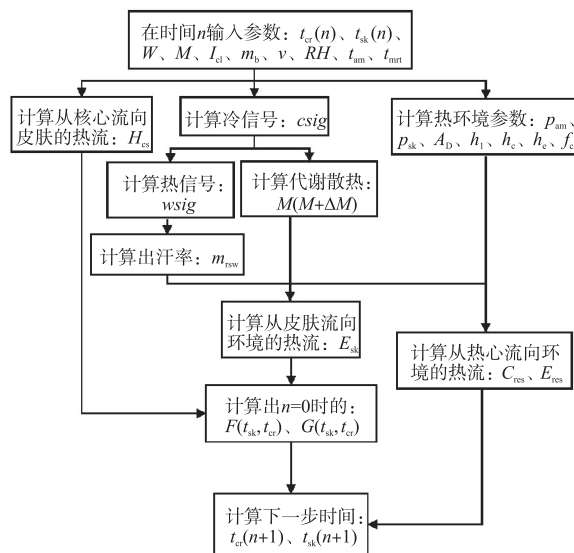 在时间n输入参数：t_cr(n)、t_sk(n)、
W、M、I_cl、m_b、v、RH、t_am、t_mrt
计算从核心流向
皮肤的热流：H_cs
计算冷信号：csig
计算热环境参数：p_am、
p_sk、A_D、h_1、h_c、h_e、f_c
计算热信号：
wsig
计算代谢散热：
M(M+ΔM)
计算出汗率：m_rsw
计算从皮肤流向
环境的热流：E_sk
计算从热心流向环
境的热流：C_res、E_res
计算出n=0时的：
F(t_sk,t_cr)、G(t_sk,t_cr)
计算下一步时间：
t_cr(n+1)、t_sk(n+1)